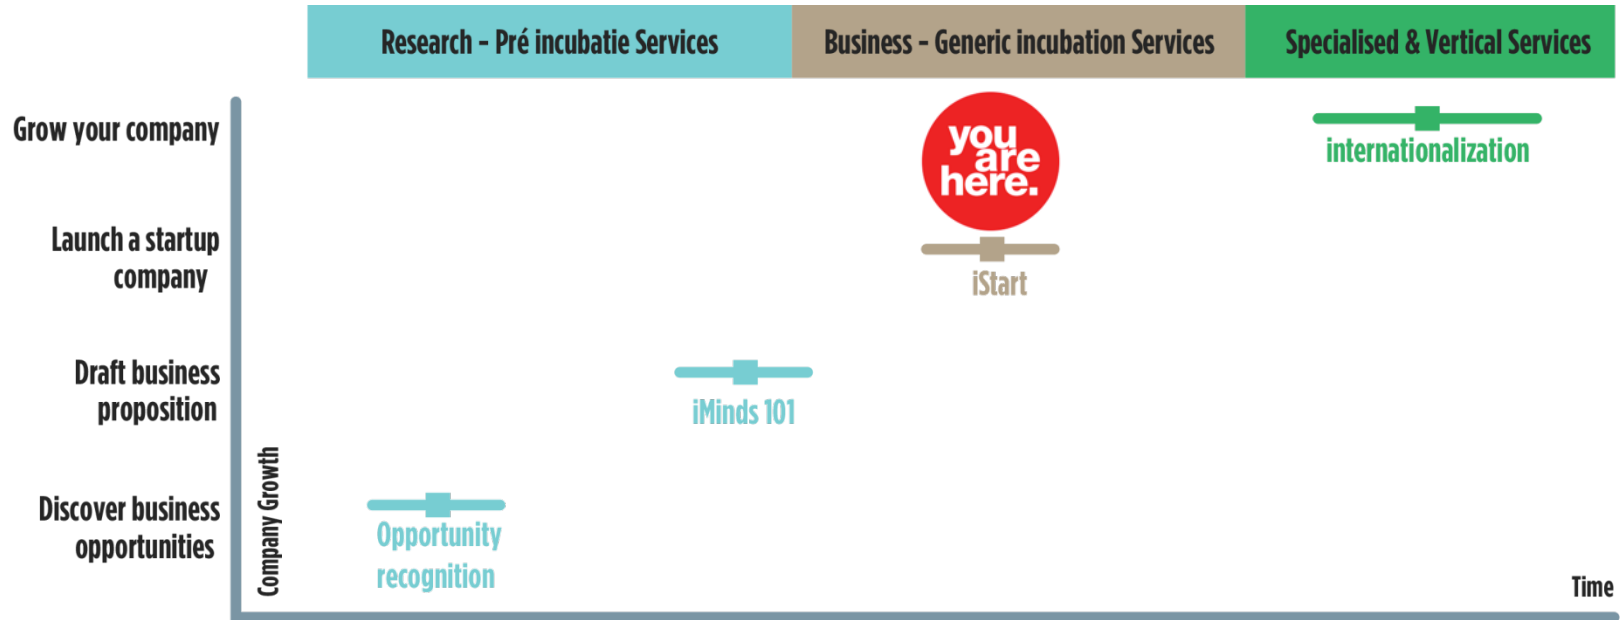 Research - Pré incubatie Services
Business - Generic incubation Services
Specialised & Vertical Services
Grow your company
you
are
here.
internationalization
Launch a startup
company
iStart
Draft business
proposition
iMinds 101
Discover business
opportunities
Company Growth
Opportunity
recognition
Time